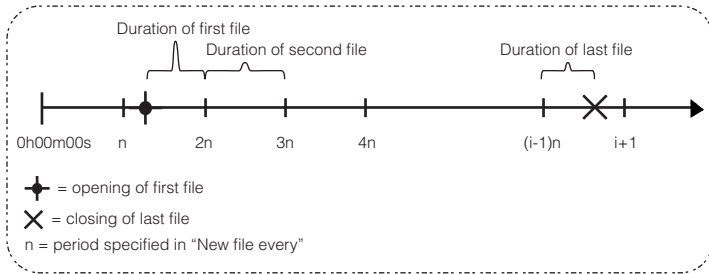 Duration of first file
Duration of second file
Duration of last file
0h00m00s n 2n 3n 4n (i-1)n i+1
= opening of first file
= closing of last file
n = period specified in “New file every”